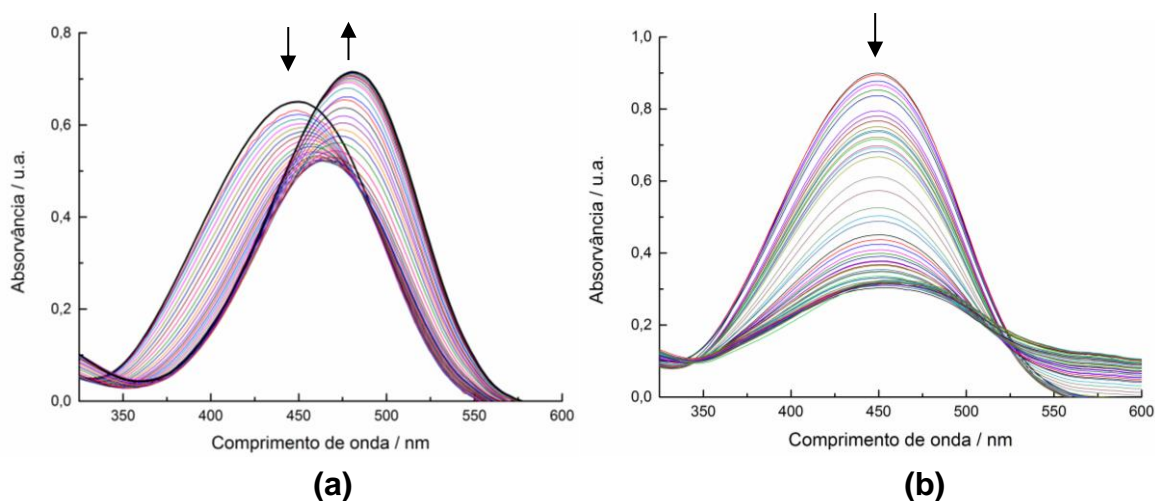 0,8
0,6
0,4
0,2
0,0
Absorvância / u.a.
350 400 450 500 550 600
Comprimento de onda / nm
(a)
1,0
0,8
0,6
0,4
0,2
0,0
Absorvância / u.a.
350 400 450 500 550 600
Comprimento de onda / nm
(b)